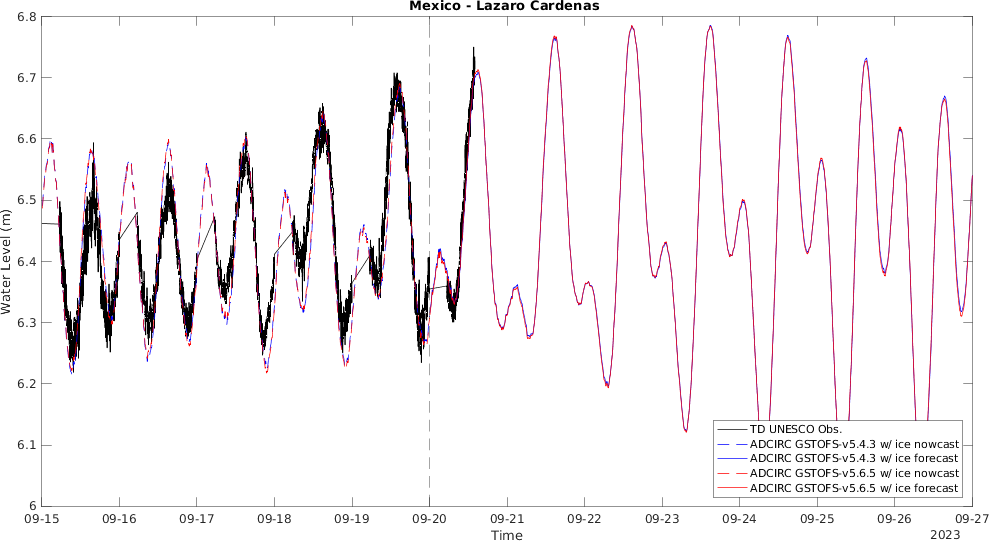 Mexico - Lazaro Cardenas
6.8
6.7
6.6
6.5
6.4
6.3
6.2
6.1
6
Water Level (m)
TD UNESCO Obs.
ADCIRC GSTOFS-v5.4.3 w/ ice nowcast
ADCIRC GSTOFS-v5.4.3 w/ ice forecast
ADCIRC GSTOFS-v5.6.5 w/ ice nowcast
ADCIRC GSTOFS-v5.6.5 w/ ice forecast
09-15 09-16 09-17 09-18 09-19 09-20 09-21 09-22 09-23 09-24 09-25 09-26 09-27
Time
2023